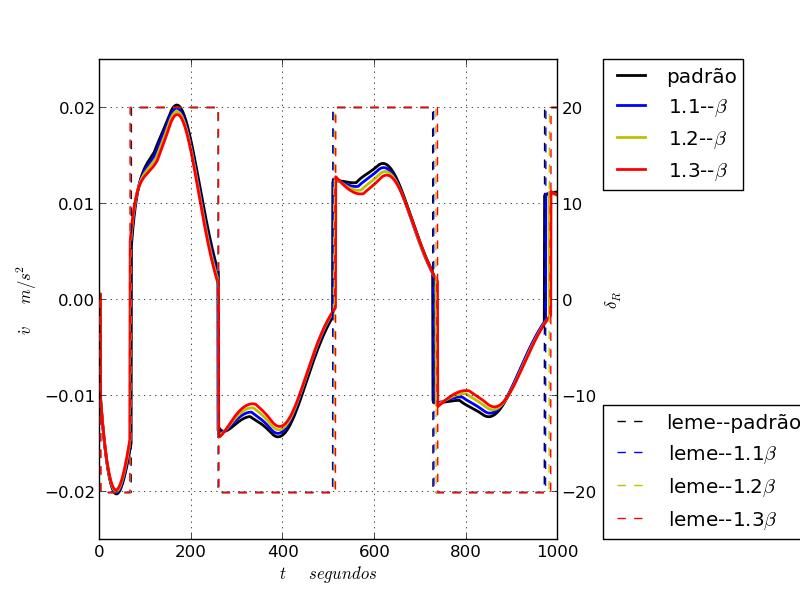 0.02
0.01
0.00
−0.01
−0.02
v̇ m/s²
20
10
0
−10
−20
δ_R
0
200
400
600
800
1000
t segundos
padrão
1.1--β
1.2--β
1.3--β
leme--padrão
leme--1.1β
leme--1.2β
leme--1.3β